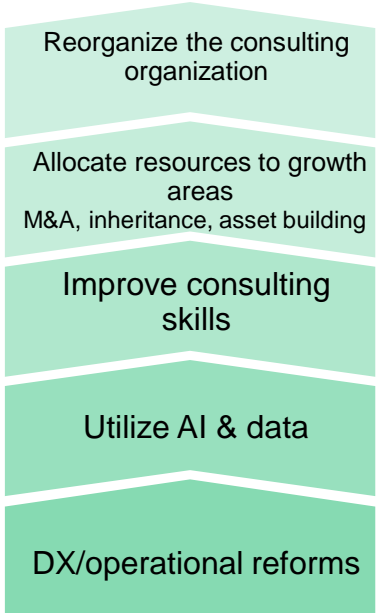 Reorganize the consulting
organization
Allocate resources to growth
areas
M&A, inheritance, asset building
Improve consulting
skills
Utilize AI & data
DX/operational reforms